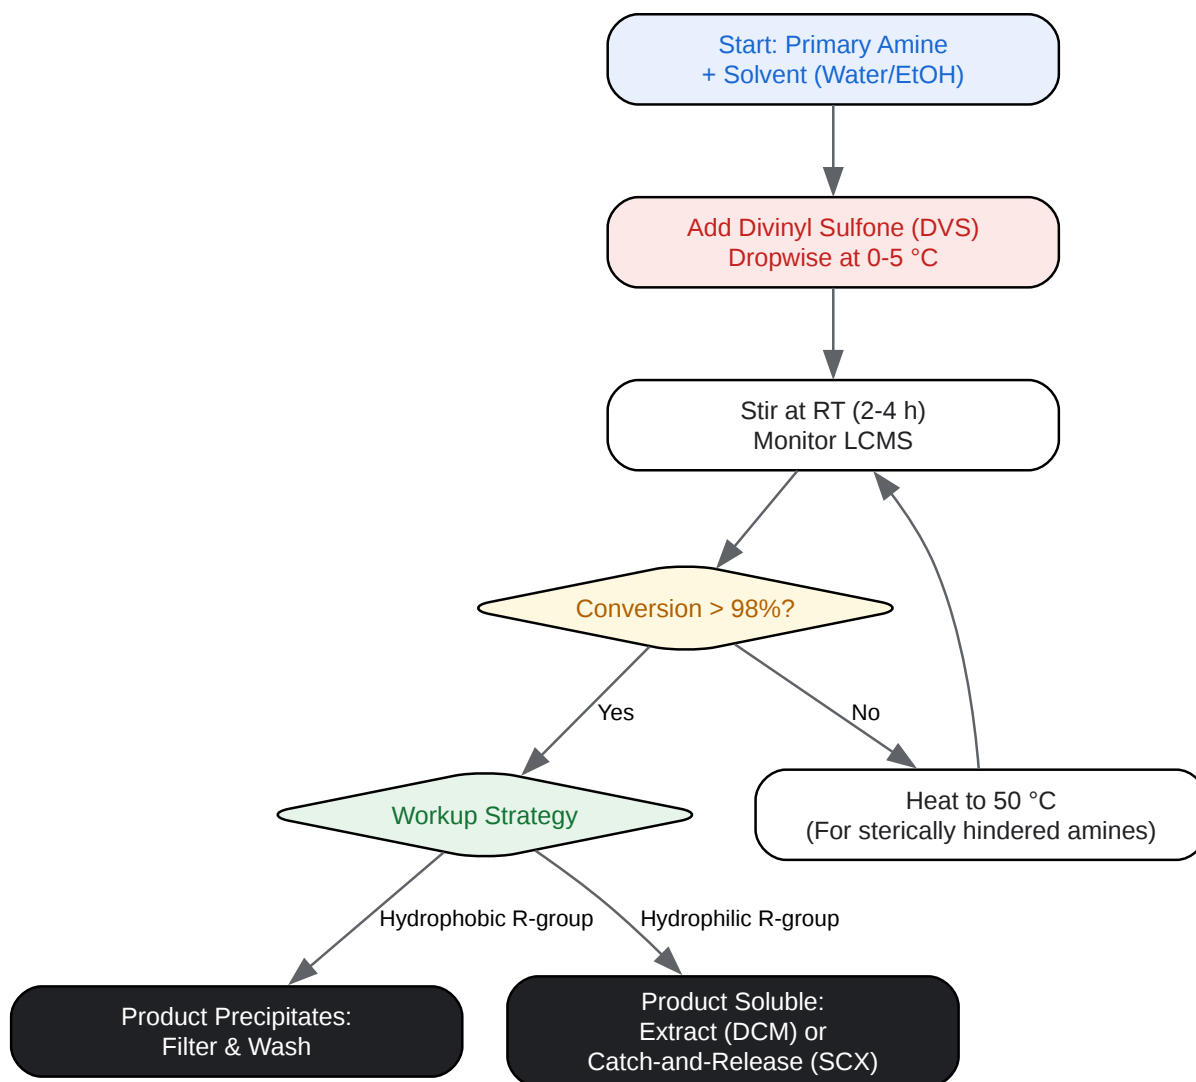 Start: Primary Amine
+ Solvent (Water/EtOH)
Add Divinyl Sulfone (DVS)
Dropwise at 0-5 °C
Stir at RT (2-4 h)
Monitor LCMS
Conversion > 98%?
Yes
No
Workup Strategy
Heat to 50 °C
(For sterically hindered amines)
Hydrophobic R-group
Hydrophilic R-group
Product Precipitates:
Filter & Wash
Product Soluble:
Extract (DCM) or
Catch-and-Release (SCX)